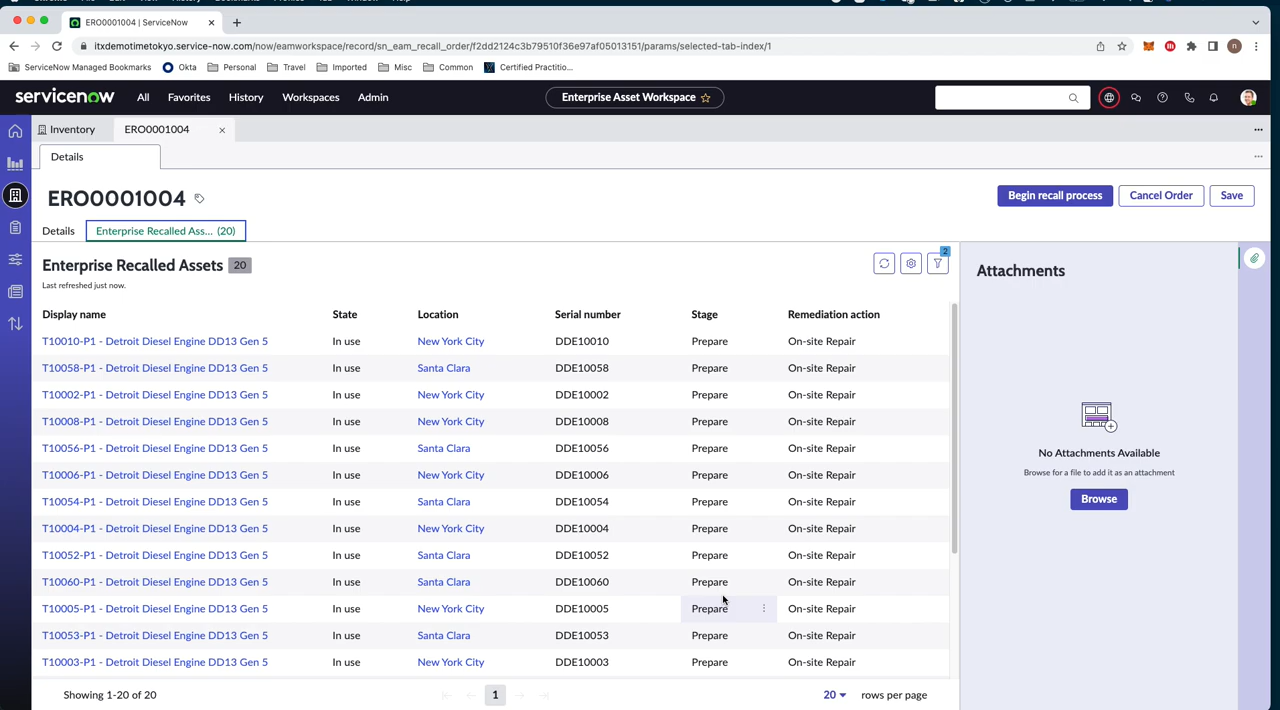 ERO0001004 | ServiceNow
itxdemotimetokyo.service-now.com/now/eamworkspace/record/sn_eam_recall_order/f2dd2124c3b79510f36e97af05013151/params/selected-tab-index/1
ServiceNow Managed Bookmarks Okta Personal Travel Imported Misc Common Certified Practitio...
servicenow All Favorites History Workspaces Admin Enterprise Asset Workspace
Inventory ERO0001004
Details
ERO0001004 Begin recall process Cancel Order Save
Details Enterprise Recalled Ass... (20)
Enterprise Recalled Assets 20 2
Last refreshed just now.
Attachments
Display name State Location Serial number Stage Remediation action
T10010-P1 - Detroit Diesel Engine DD13 Gen 5 In use New York City DDE10010 Prepare On-site Repair
T10058-P1 - Detroit Diesel Engine DD13 Gen 5 In use Santa Clara DDE10058 Prepare On-site Repair
T10002-P1 - Detroit Diesel Engine DD13 Gen 5 In use New York City DDE10002 Prepare On-site Repair
T10008-P1 - Detroit Diesel Engine DD13 Gen 5 In use New York City DDE10008 Prepare On-site Repair
T10056-P1 - Detroit Diesel Engine DD13 Gen 5 In use Santa Clara DDE10056 Prepare On-site Repair
T10006-P1 - Detroit Diesel Engine DD13 Gen 5 In use New York City DDE10006 Prepare On-site Repair
T10054-P1 - Detroit Diesel Engine DD13 Gen 5 In use Santa Clara DDE10054 Prepare On-site Repair
T10004-P1 - Detroit Diesel Engine DD13 Gen 5 In use New York City DDE10004 Prepare On-site Repair
T10052-P1 - Detroit Diesel Engine DD13 Gen 5 In use Santa Clara DDE10052 Prepare On-site Repair
T10060-P1 - Detroit Diesel Engine DD13 Gen 5 In use Santa Clara DDE10060 Prepare On-site Repair
T10005-P1 - Detroit Diesel Engine DD13 Gen 5 In use New York City DDE10005 Prepare On-site Repair
T10053-P1 - Detroit Diesel Engine DD13 Gen 5 In use Santa Clara DDE10053 Prepare On-site Repair
T10003-P1 - Detroit Diesel Engine DD13 Gen 5 In use New York City DDE10003 Prepare On-site Repair
No Attachments Available
Browse for a file to add it as an attachment
Browse
Showing 1-20 of 20 1 20 rows per page